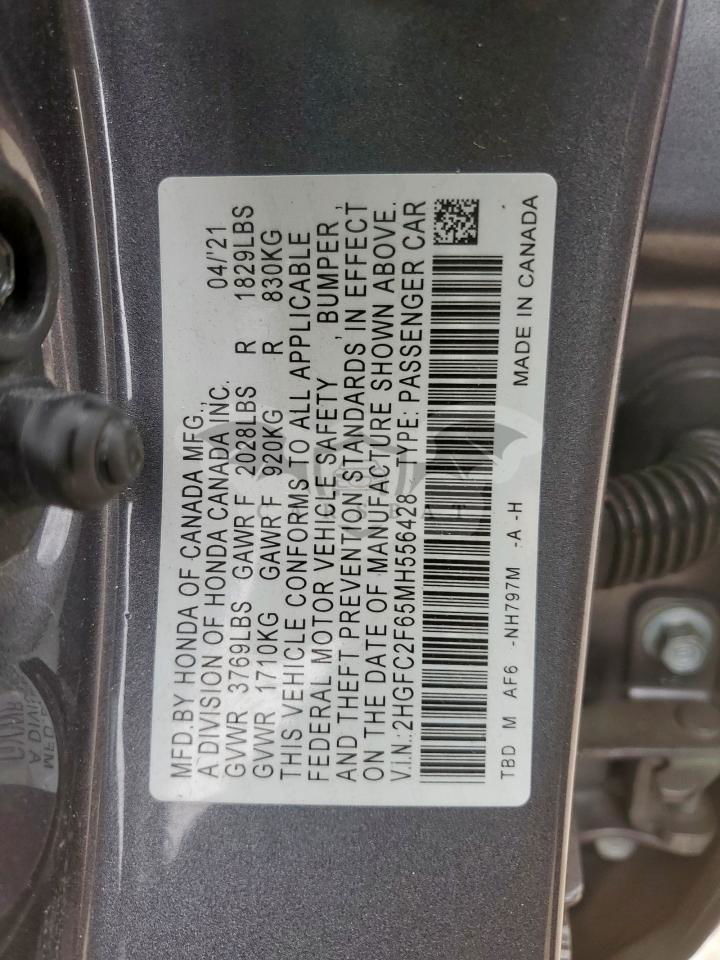 MFD.BY HONDA OF CANADA MFG., 04/'21
A DIVISION OF HONDA CANADA INC.
GVWR 3769LBS GAWR F 2028LBS R 1829LBS
GVWR 1710KG GAWR F 920KG R 830KG
THIS VEHICLE CONFORMS TO ALL APPLICABLE
FEDERAL MOTOR VEHICLE SAFETY , BUMPER ,
AND THEFT PREVENTION STANDARDS IN EFFECT
ON THE DATE OF MANUFACTURE SHOWN ABOVE.
V.I.N.:2HGFC2F65MH556428 TYPE: PASSENGER CAR
TBD M AF6 -NH797M -A -H MADE IN CANADA